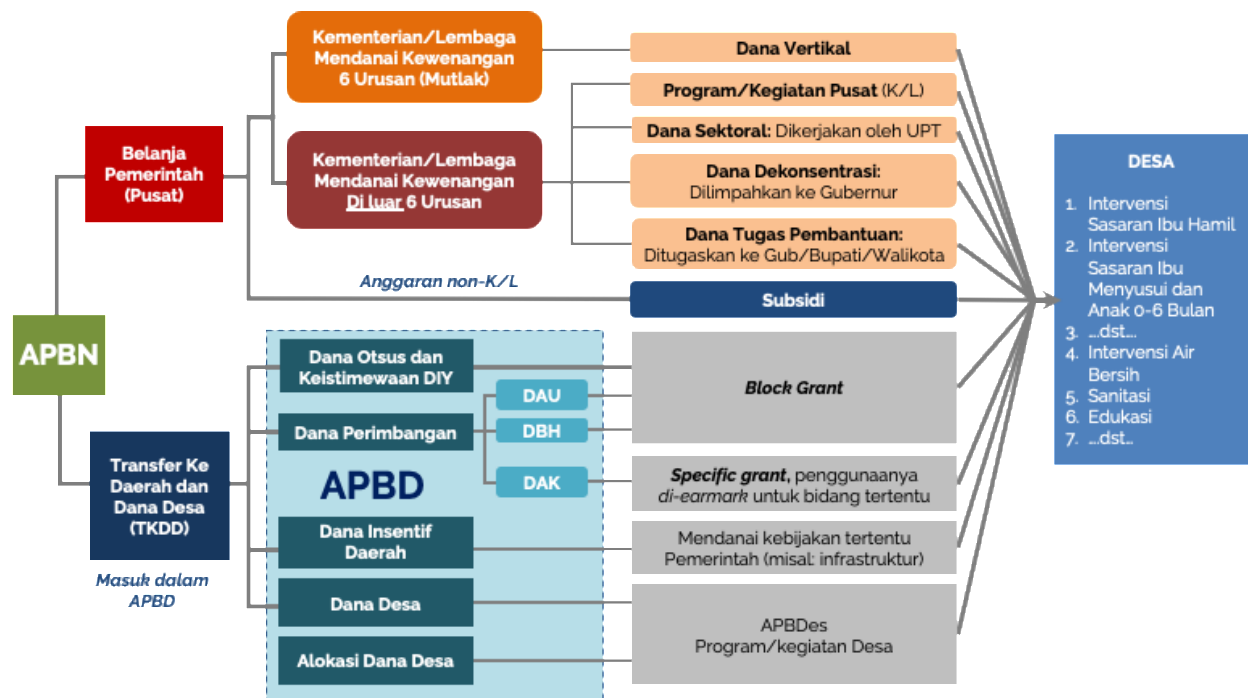 APBN
Belanja
Pemerintah
(Pusat)
Kementerian/Lembaga
Mendanai Kewenangan
6 Urusan (Mutlak)
Kementerian/Lembaga
Mendanai Kewenangan
Di luar 6 Urusan
Anggaran non-K/L
Dana Vertikal
Program/Kegiatan Pusat (K/L)
Dana Sektoral: Dikerjakan oleh UPT
Dana Dekonsentrasi:
Dilimpahkan ke Gubernur
Dana Tugas Pembantuan:
Ditugaskan ke Gub/Bupati/Walikota
Subsidi
Transfer Ke
Daerah dan
Dana Desa
(TKDD)
Masuk dalam
APBD
Dana Otsus dan
Keistimewaan DIY
Dana Perimbangan
DAU
DBH
DAK
APBD
Dana Insentif
Daerah
Dana Desa
Alokasi Dana Desa
Block Grant
Specific grant, penggunaanya
di-earmark untuk bidang tertentu
Mendanai kebijakan tertentu
Pemerintah (misal: infrastruktur)
APBDes
Program/kegiatan Desa
DESA
1. Intervensi
Sasaran Ibu Hamil
2. Intervensi
Sasaran Ibu
Menyusui dan
Anak 0-6 Bulan
3. ...dst...
4. Intervensi Air
Bersih
5. Sanitasi
6. Edukasi
7. ...dst...